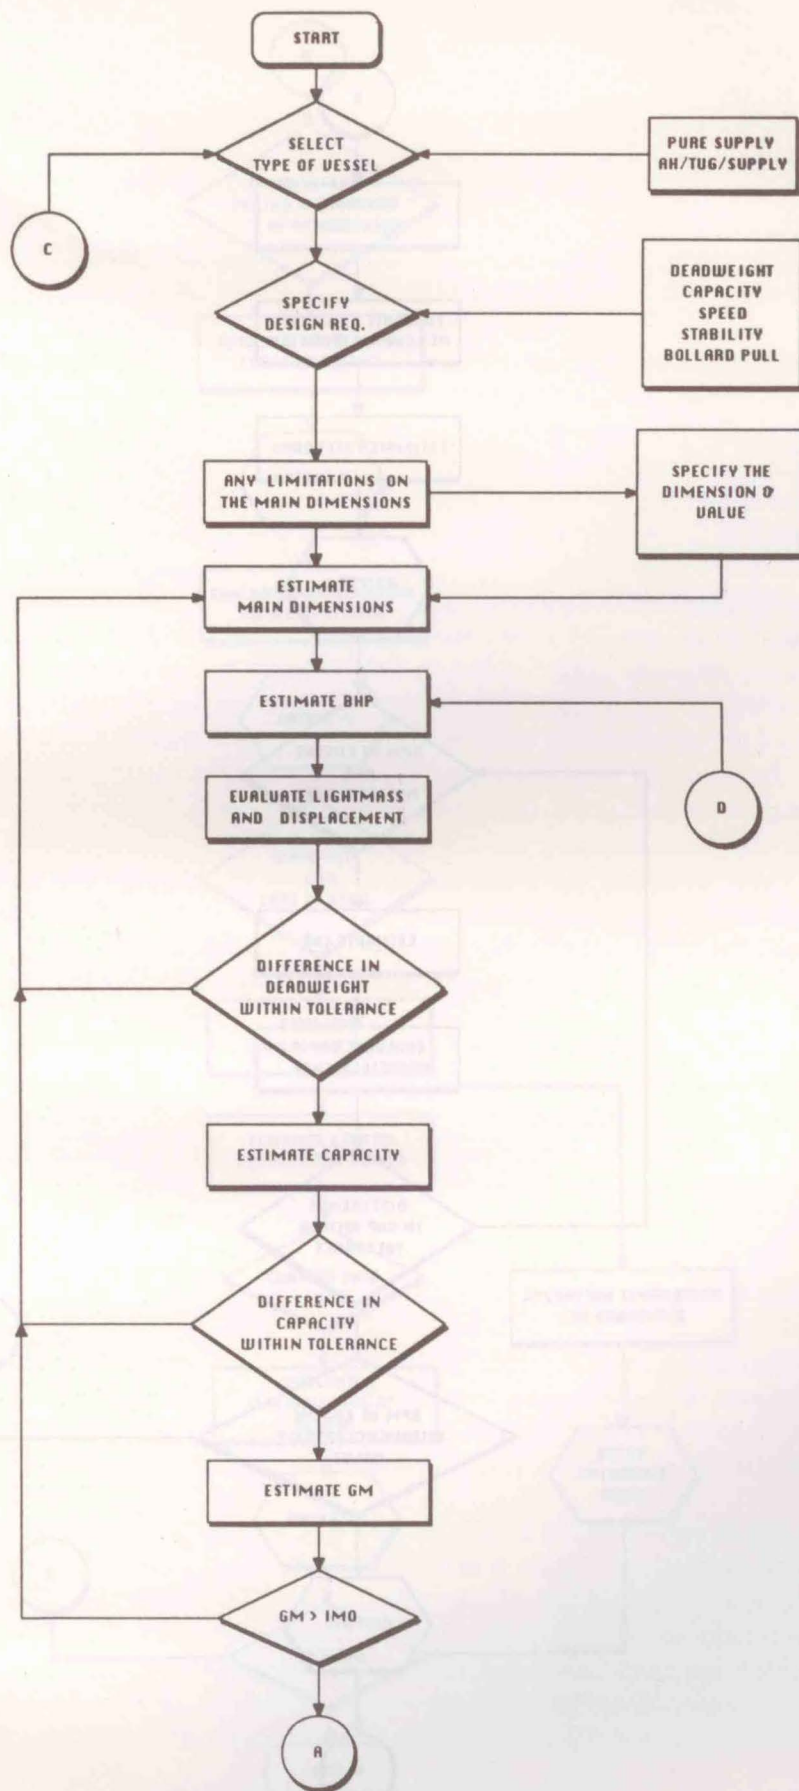 START
SELECT
TYPE OF VESSEL
PURE SUPPLY
AH/TUG/SUPPLY
C
SPECIFY
DESIGN REQ.
DEADWEIGHT
CAPACITY
SPEED
STABILITY
BOLLARD PULL
ANY LIMITATIONS ON
THE MAIN DIMENSIONS
SPECIFY THE
DIMENSION &
VALUE
ESTIMATE
MAIN DIMENSIONS
ESTIMATE BHP
D
EVALUATE LIGHTMASS
AND DISPLACEMENT
DIFFERENCE IN
DEADWEIGHT
WITHIN TOLERANCE
ESTIMATE CAPACITY
DIFFERENCE IN
CAPACITY
WITHIN TOLERANCE
ESTIMATE GM
GM > IMO
A